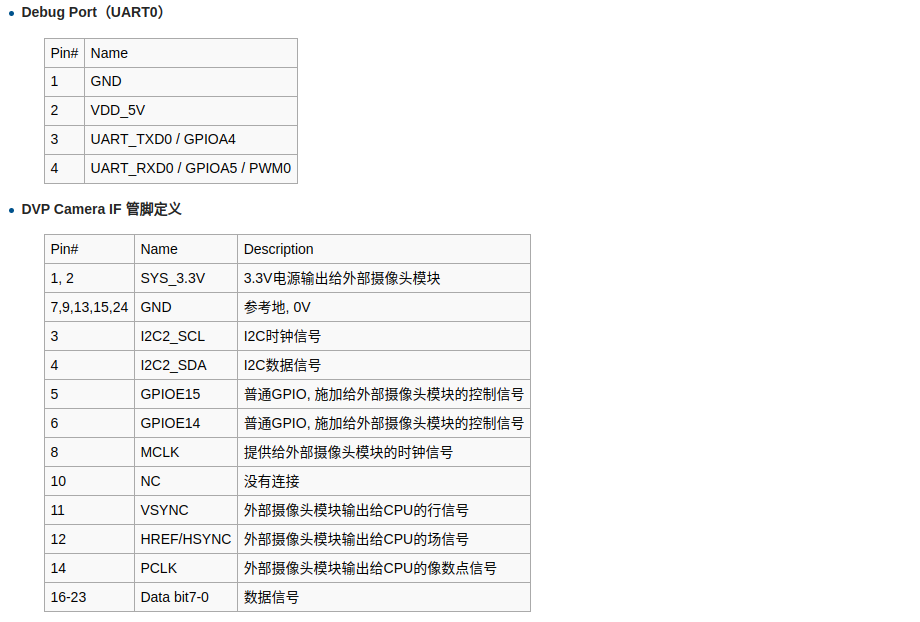 Debug Port（UART0）
Pin# Name
1 GND
2 VDD_5V
3 UART_TXD0 / GPIOA4
4 UART_RXD0 / GPIOA5 / PWM0
DVP Camera IF 管脚定义
Pin# Name Description
1, 2 SYS_3.3V 3.3V电源输出给外部摄像头模块
7,9,13,15,24 GND 参考地, 0V
3 I2C2_SCL I2C时钟信号
4 I2C2_SDA I2C数据信号
5 GPIOE15 普通GPIO, 施加给外部摄像头模块的控制信号
6 GPIOE14 普通GPIO, 施加给外部摄像头模块的控制信号
8 MCLK 提供给外部摄像头模块的时钟信号
10 NC 没有连接
11 VSYNC 外部摄像头模块输出给CPU的行信号
12 HREF/HSYNC 外部摄像头模块输出给CPU的场信号
14 PCLK 外部摄像头模块输出给CPU的像数点信号
16-23 Data bit7-0 数据信号